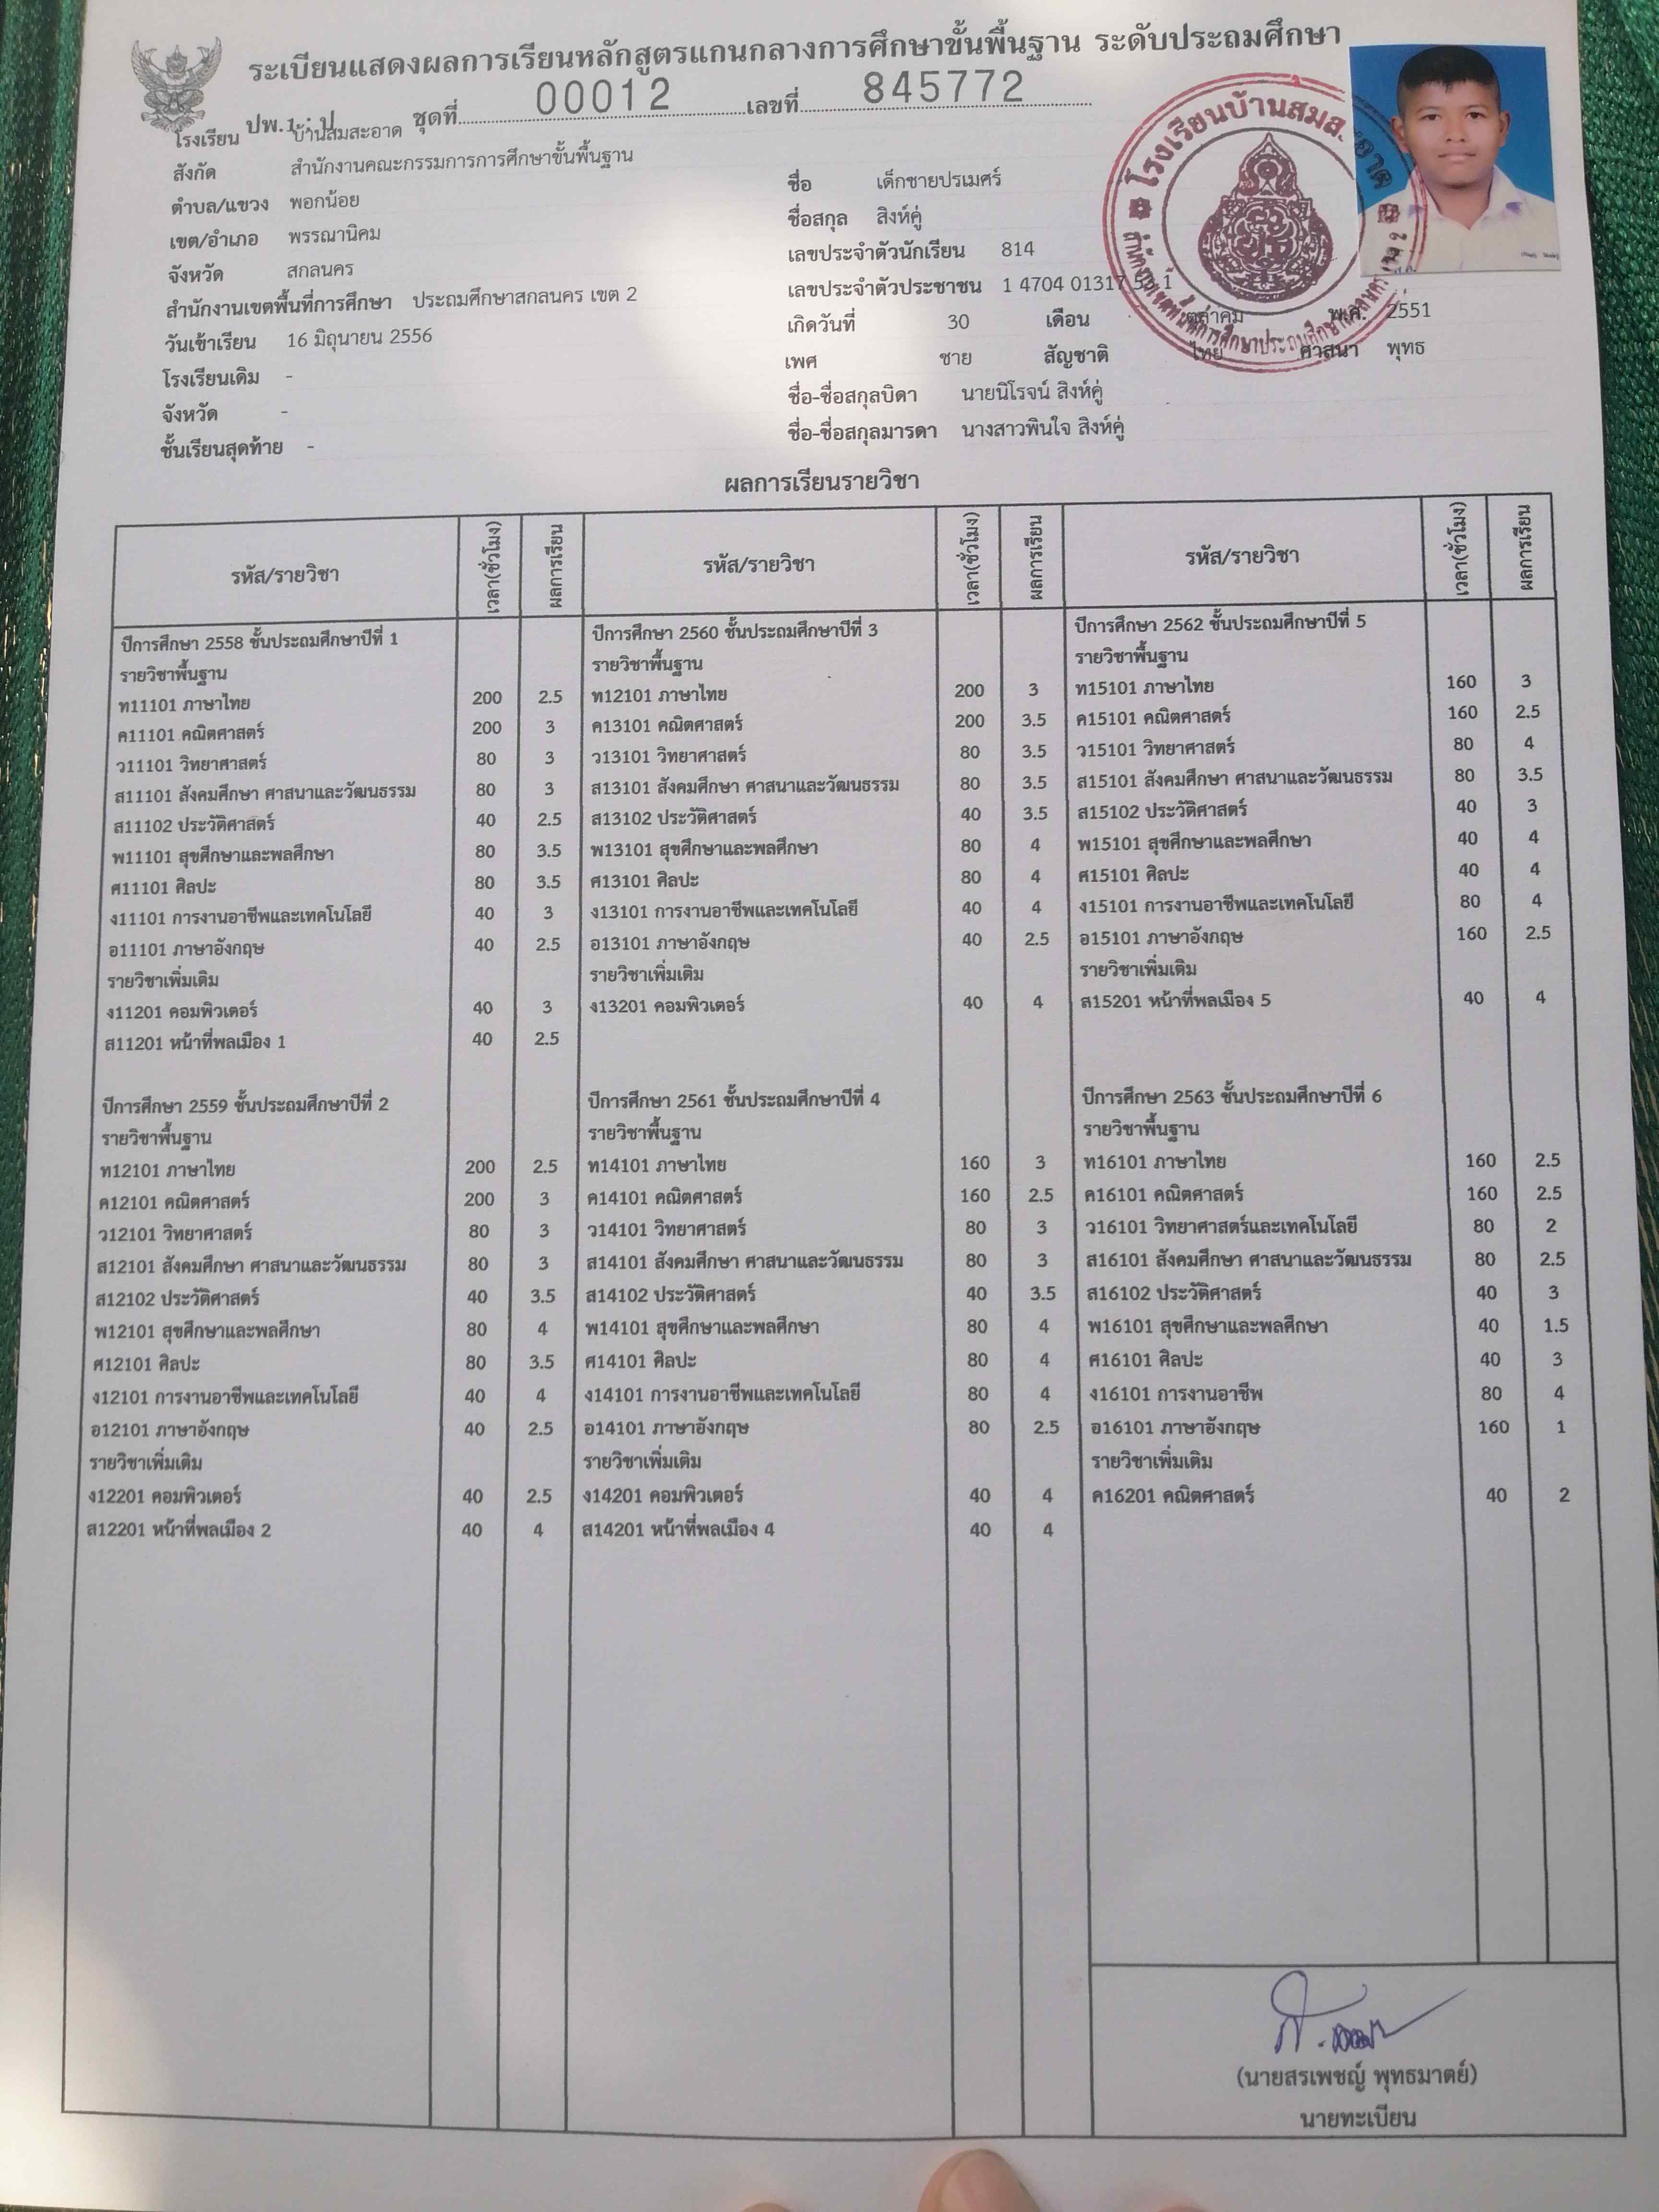 ระเบียนแสดงผลการเรียนหลักสูตรแกนกลางการศึกษาขั้นพื้นฐาน ระดับประถมศึกษา
ปพ.1 : ป ชุดที่ 00012 เลขที่ 845772
โรงเรียน บ้านสมสะอาด
สังกัด สำนักงานคณะกรรมการการศึกษาขั้นพื้นฐาน
ตำบล/แขวง พอกน้อย
เขต/อำเภอ พรรณานิคม
จังหวัด สกลนคร
สำนักงานเขตพื้นที่การศึกษา ประถมศึกษาสกลนคร เขต 2
วันเข้าเรียน 16 มิถุนายน 2556
โรงเรียนเดิม -
จังหวัด -
ชั้นเรียนสุดท้าย -
ชื่อ เด็กชายปรเมศร์
ชื่อสกุล สิงห์คู่
เลขประจำตัวนักเรียน 814
เลขประจำตัวประชาชน 1 4704 01317 53 1
เกิดวันที่ 30 เดือน ตุลาคม พ.ศ. 2551
เพศ ชาย สัญชาติ ไทย ศาสนา พุทธ
ชื่อ-ชื่อสกุลบิดา นายนิโรจน์ สิงห์คู่
ชื่อ-ชื่อสกุลมารดา นางสาวพินใจ สิงห์คู่
โรงเรียนบ้านสมสะอาด
ผลการเรียนรายวิชา
รหัส/รายวิชา เวลา(ชั่วโมง) ผลการเรียน
ปีการศึกษา 2558 ชั้นประถมศึกษาปีที่ 1
รายวิชาพื้นฐาน
ท11101 ภาษาไทย 200 2.5
ค11101 คณิตศาสตร์ 200 3
ว11101 วิทยาศาสตร์ 80 3
ส11101 สังคมศึกษา ศาสนาและวัฒนธรรม 80 3
ส11102 ประวัติศาสตร์ 40 2.5
พ11101 สุขศึกษาและพลศึกษา 80 3.5
ศ11101 ศิลปะ 80 3.5
ง11101 การงานอาชีพและเทคโนโลยี 40 3
อ11101 ภาษาอังกฤษ 40 2.5
รายวิชาเพิ่มเติม
ง11201 คอมพิวเตอร์ 40 3
ส11201 หน้าที่พลเมือง 1 40 2.5
ปีการศึกษา 2559 ชั้นประถมศึกษาปีที่ 2
รายวิชาพื้นฐาน
ท12101 ภาษาไทย 200 2.5
ค12101 คณิตศาสตร์ 200 3
ว12101 วิทยาศาสตร์ 80 3
ส12101 สังคมศึกษา ศาสนาและวัฒนธรรม 80 3
ส12102 ประวัติศาสตร์ 40 3.5
พ12101 สุขศึกษาและพลศึกษา 80 4
ศ12101 ศิลปะ 80 3.5
ง12101 การงานอาชีพและเทคโนโลยี 40 4
อ12101 ภาษาอังกฤษ 40 2.5
รายวิชาเพิ่มเติม
ง12201 คอมพิวเตอร์ 40 2.5
ส12201 หน้าที่พลเมือง 2 40 4
รหัส/รายวิชา เวลา(ชั่วโมง) ผลการเรียน
ปีการศึกษา 2560 ชั้นประถมศึกษาปีที่ 3
รายวิชาพื้นฐาน
ท12101 ภาษาไทย 200 3
ค13101 คณิตศาสตร์ 200 3.5
ว13101 วิทยาศาสตร์ 80 3.5
ส13101 สังคมศึกษา ศาสนาและวัฒนธรรม 80 3.5
ส13102 ประวัติศาสตร์ 40 3.5
พ13101 สุขศึกษาและพลศึกษา 80 4
ศ13101 ศิลปะ 80 4
ง13101 การงานอาชีพและเทคโนโลยี 40 4
อ13101 ภาษาอังกฤษ 40 2.5
รายวิชาเพิ่มเติม
ง13201 คอมพิวเตอร์ 40 4
ปีการศึกษา 2561 ชั้นประถมศึกษาปีที่ 4
รายวิชาพื้นฐาน
ท14101 ภาษาไทย 160 3
ค14101 คณิตศาสตร์ 160 2.5
ว14101 วิทยาศาสตร์ 80 3
ส14101 สังคมศึกษา ศาสนาและวัฒนธรรม 80 3
ส14102 ประวัติศาสตร์ 40 3.5
พ14101 สุขศึกษาและพลศึกษา 80 4
ศ14101 ศิลปะ 80 4
ง14101 การงานอาชีพและเทคโนโลยี 80 4
อ14101 ภาษาอังกฤษ 80 2.5
รายวิชาเพิ่มเติม
ง14201 คอมพิวเตอร์ 40 4
ส14201 หน้าที่พลเมือง 4 40 4
รหัส/รายวิชา เวลา(ชั่วโมง) ผลการเรียน
ปีการศึกษา 2562 ชั้นประถมศึกษาปีที่ 5
รายวิชาพื้นฐาน
ท15101 ภาษาไทย 160 3
ค15101 คณิตศาสตร์ 160 2.5
ว15101 วิทยาศาสตร์ 80 4
ส15101 สังคมศึกษา ศาสนาและวัฒนธรรม 80 3.5
ส15102 ประวัติศาสตร์ 40 3
พ15101 สุขศึกษาและพลศึกษา 40 4
ศ15101 ศิลปะ 40 4
ง15101 การงานอาชีพและเทคโนโลยี 80 4
อ15101 ภาษาอังกฤษ 160 2.5
รายวิชาเพิ่มเติม
ส15201 หน้าที่พลเมือง 5 40 4
ปีการศึกษา 2563 ชั้นประถมศึกษาปีที่ 6
รายวิชาพื้นฐาน
ท16101 ภาษาไทย 160 2.5
ค16101 คณิตศาสตร์ 160 2.5
ว16101 วิทยาศาสตร์และเทคโนโลยี 80 2
ส16101 สังคมศึกษา ศาสนาและวัฒนธรรม 80 2.5
ส16102 ประวัติศาสตร์ 40 3
พ16101 สุขศึกษาและพลศึกษา 40 1.5
ศ16101 ศิลปะ 40 3
ง16101 การงานอาชีพ 80 4
อ16101 ภาษาอังกฤษ 160 1
รายวิชาเพิ่มเติม
ค16201 คณิตศาสตร์ 40 2
(นายสรเพชญ์ พุทธมาตย์)
นายทะเบียน